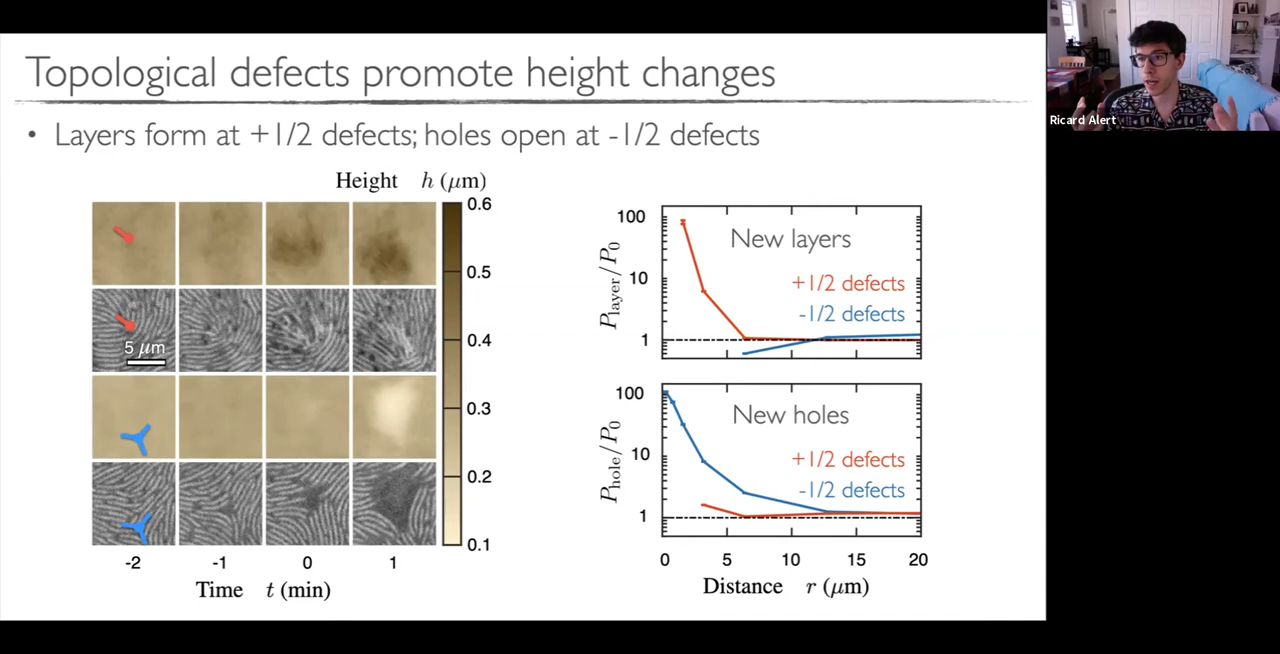 Topological defects promote height changes
• Layers form at +1/2 defects; holes open at -1/2 defects
Height h (μm)
0.6
0.5
0.4
0.3
0.2
0.1
5 μm
-2 -1 0 1
Time t (min)
100
10
1
P_layer/P_0
New layers
+1/2 defects
-1/2 defects
100
10
1
P_hole/P_0
New holes
+1/2 defects
-1/2 defects
0 5 10 15 20
Distance r (μm)
Ricard Alert